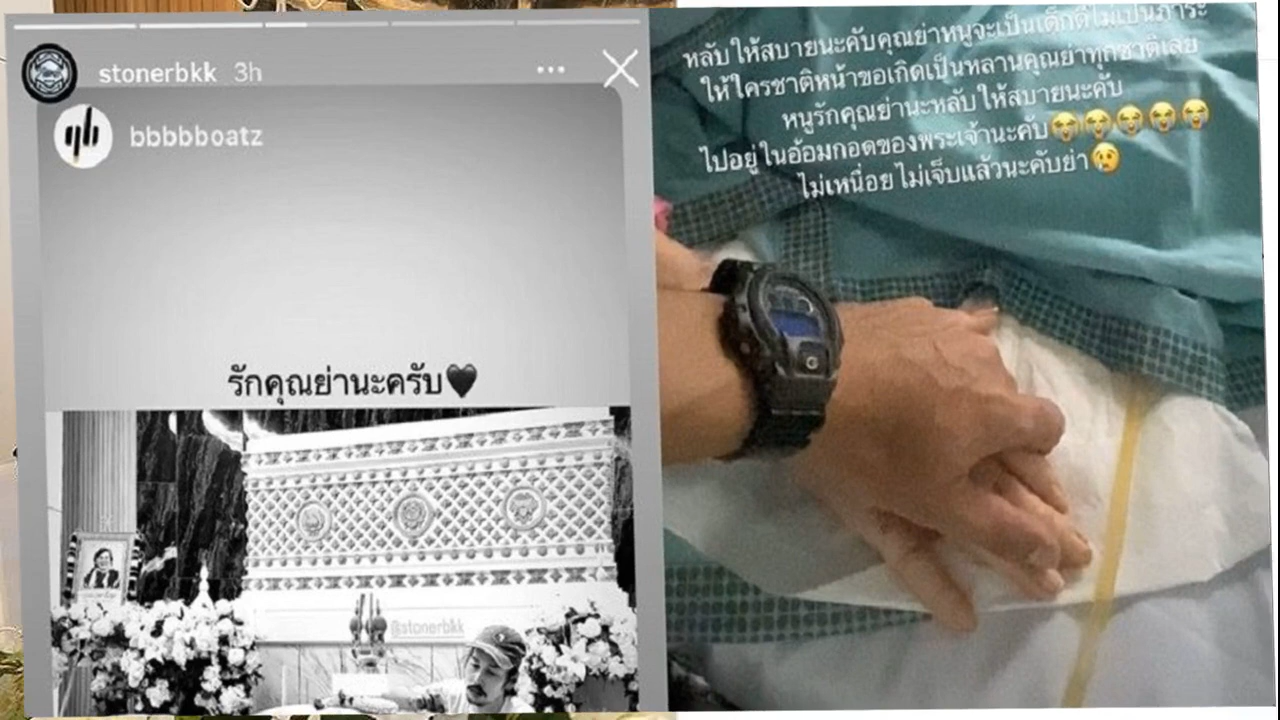 stonerbkk 3h
bbbbboatz
รักคุณย่านะครับ🖤
@stonerbkk
หลับให้สบายนะคับคุณย่าหนูจะเป็นเด็กดีไม่เป็นภาระ
ให้ใครชาติหน้าขอเกิดเป็นหลานคุณย่าทุกชาติเลย
หนูรักคุณย่านะหลับให้สบายนะคับ
ไปอยู่ในอ้อมกอดของพระเจ้านะคับ😭😭😭😭😭
ไม่เหนื่อยไม่เจ็บแล้วนะคับย่า😢
G